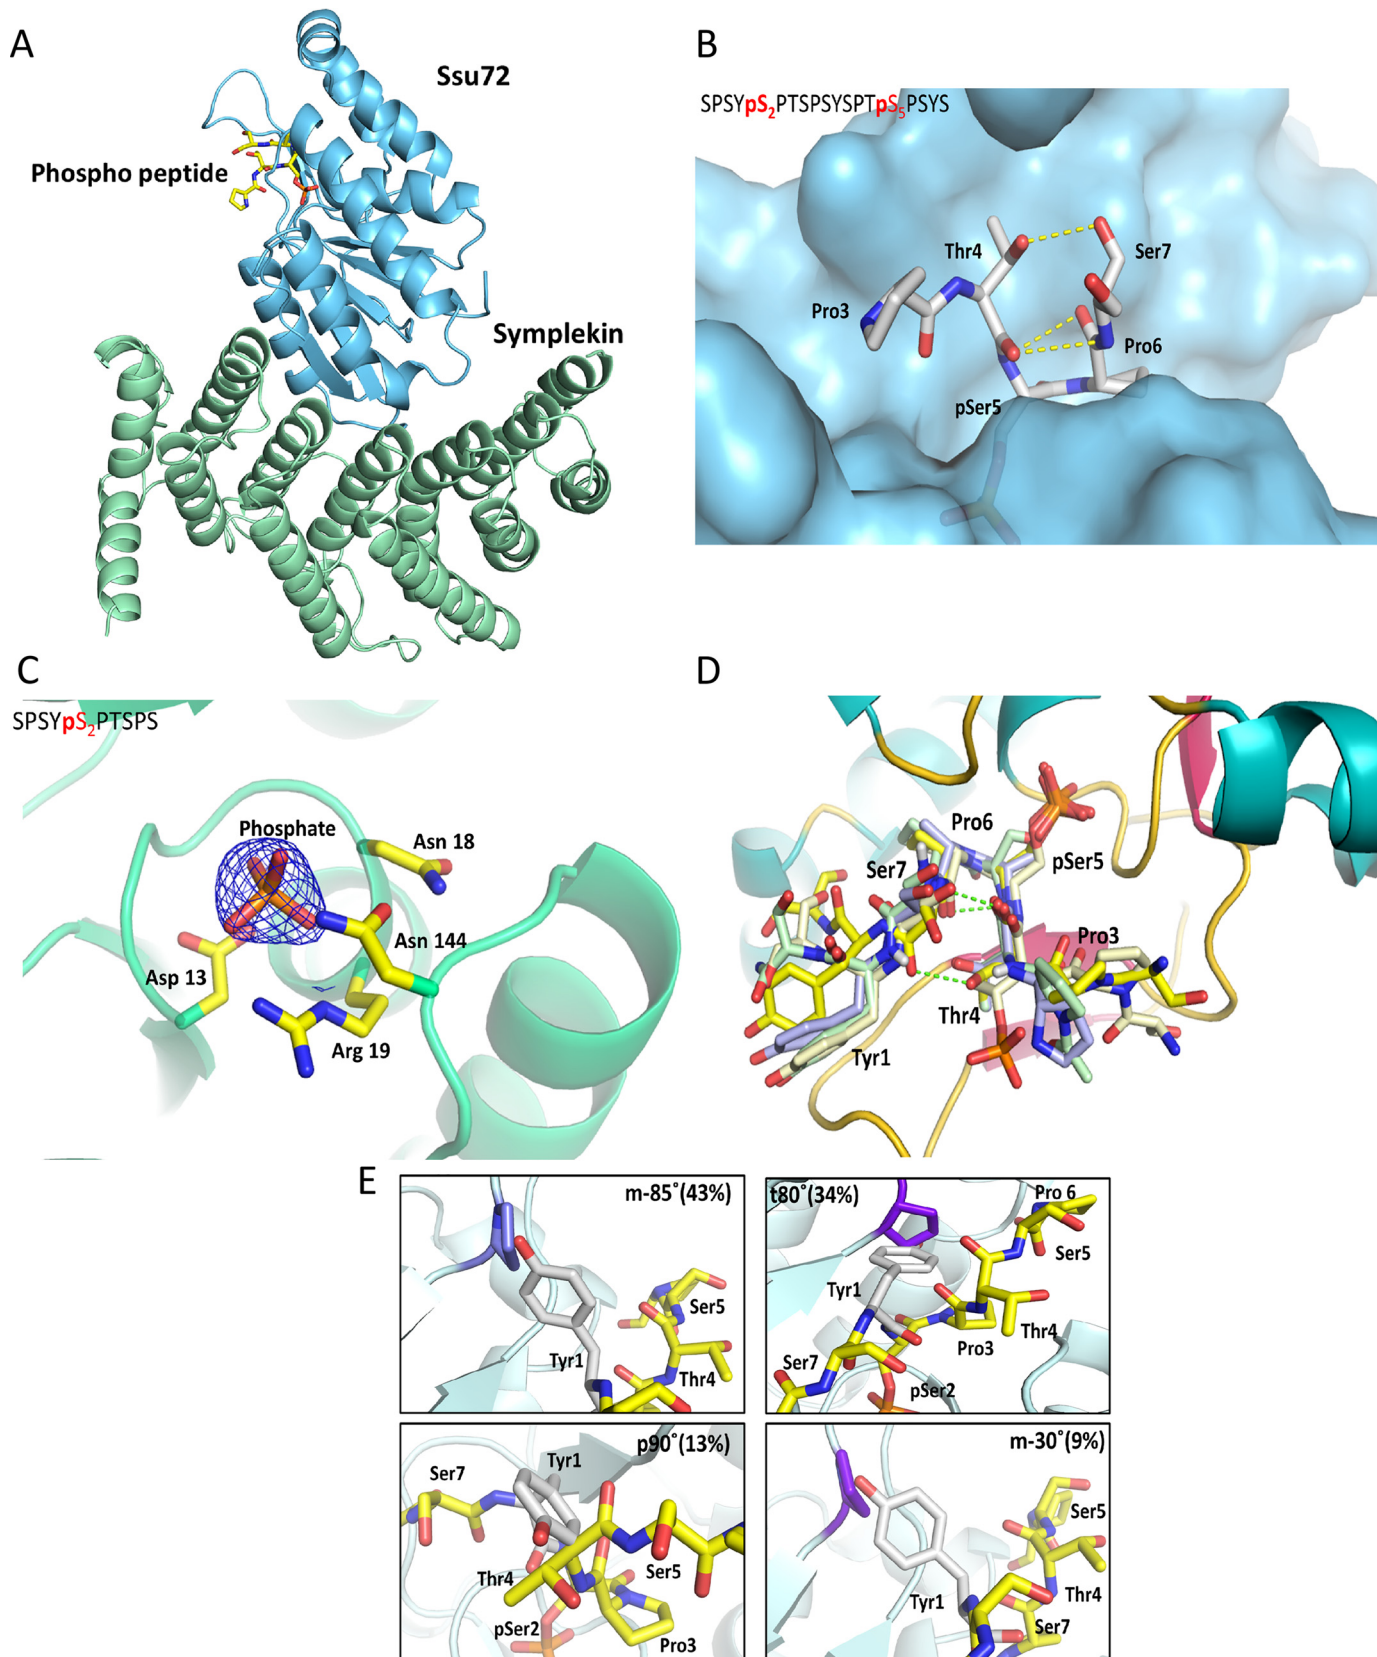 A
Ssu72
Phospho peptide
Symplekin
B
SPSYpS2PTSPSYSPTpS5PSYS
Thr4
Ser7
Pro3
Pro6
pSer5
C
SPSYpS2PTSPS
Phosphate
Asn 18
Asn 144
Asp 13
Arg 19
D
Pro6
Ser7
pSer5
Pro3
Thr4
Tyr1
E
m-85˚(43%)
Ser5
Tyr1
Thr4
t80˚(34%)
Pro 6
Ser5
Tyr1
Thr4
Pro3
Ser7
pSer2
p90˚(13%)
Tyr1
Ser7
Ser5
Thr4
pSer2
Pro3
m-30˚(9%)
Ser5
Thr4
Tyr1
Ser7